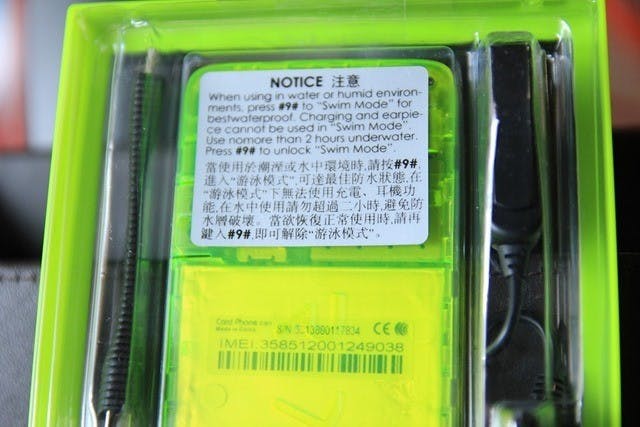 NOTICE 注意
When using in water or humid environ-
ments, press #9# to "Swim Mode" for
bestwaterproof. Charging and earpie-
ce cannot be used in "Swim Mode".
Use nomore than 2 hours underwater.
Press #9# to unlock "Swim Mode".
當使用於潮溼或水中環境時,請按#9#,
進入"游泳模式",可達最佳防水狀態,在
"游泳模式"下無法使用充電、耳機功
能,在水中使用請勿超過二小時,避免防
水層破壞。當欲恢復正常使用時,請再
鍵入#9#,即可解除"游泳模式"。
Card Phone
Made in China
S/N
CE
IMEI:358512001249038